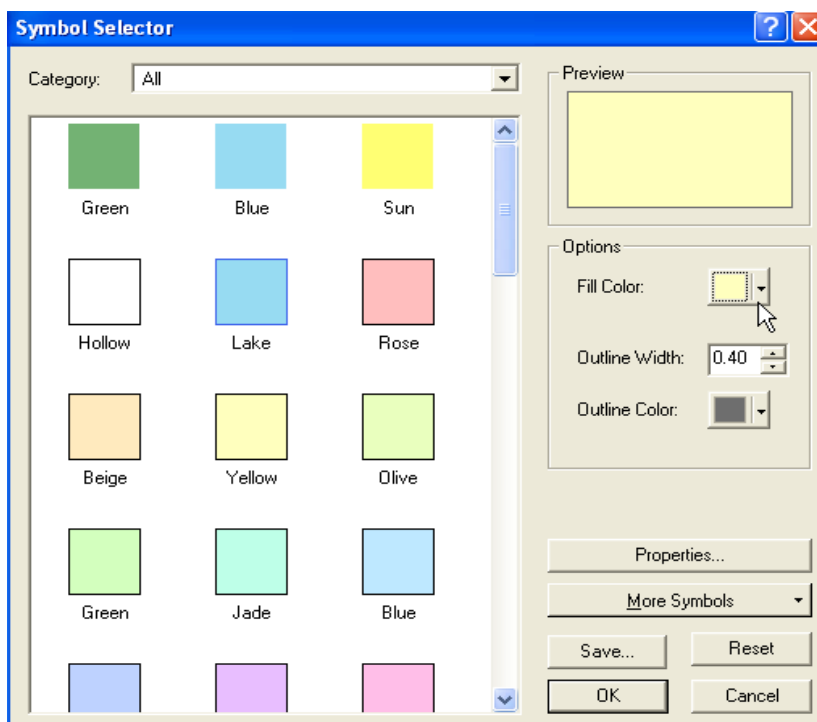 Symbol Selector
Category: All
Green Blue Sun
Hollow Lake Rose
Beige Yellow Olive
Green Jade Blue
Preview
Options
Fill Color:
Outline Width: 0.40
Outline Color:
Properties...
More Symbols
Save... Reset
OK Cancel